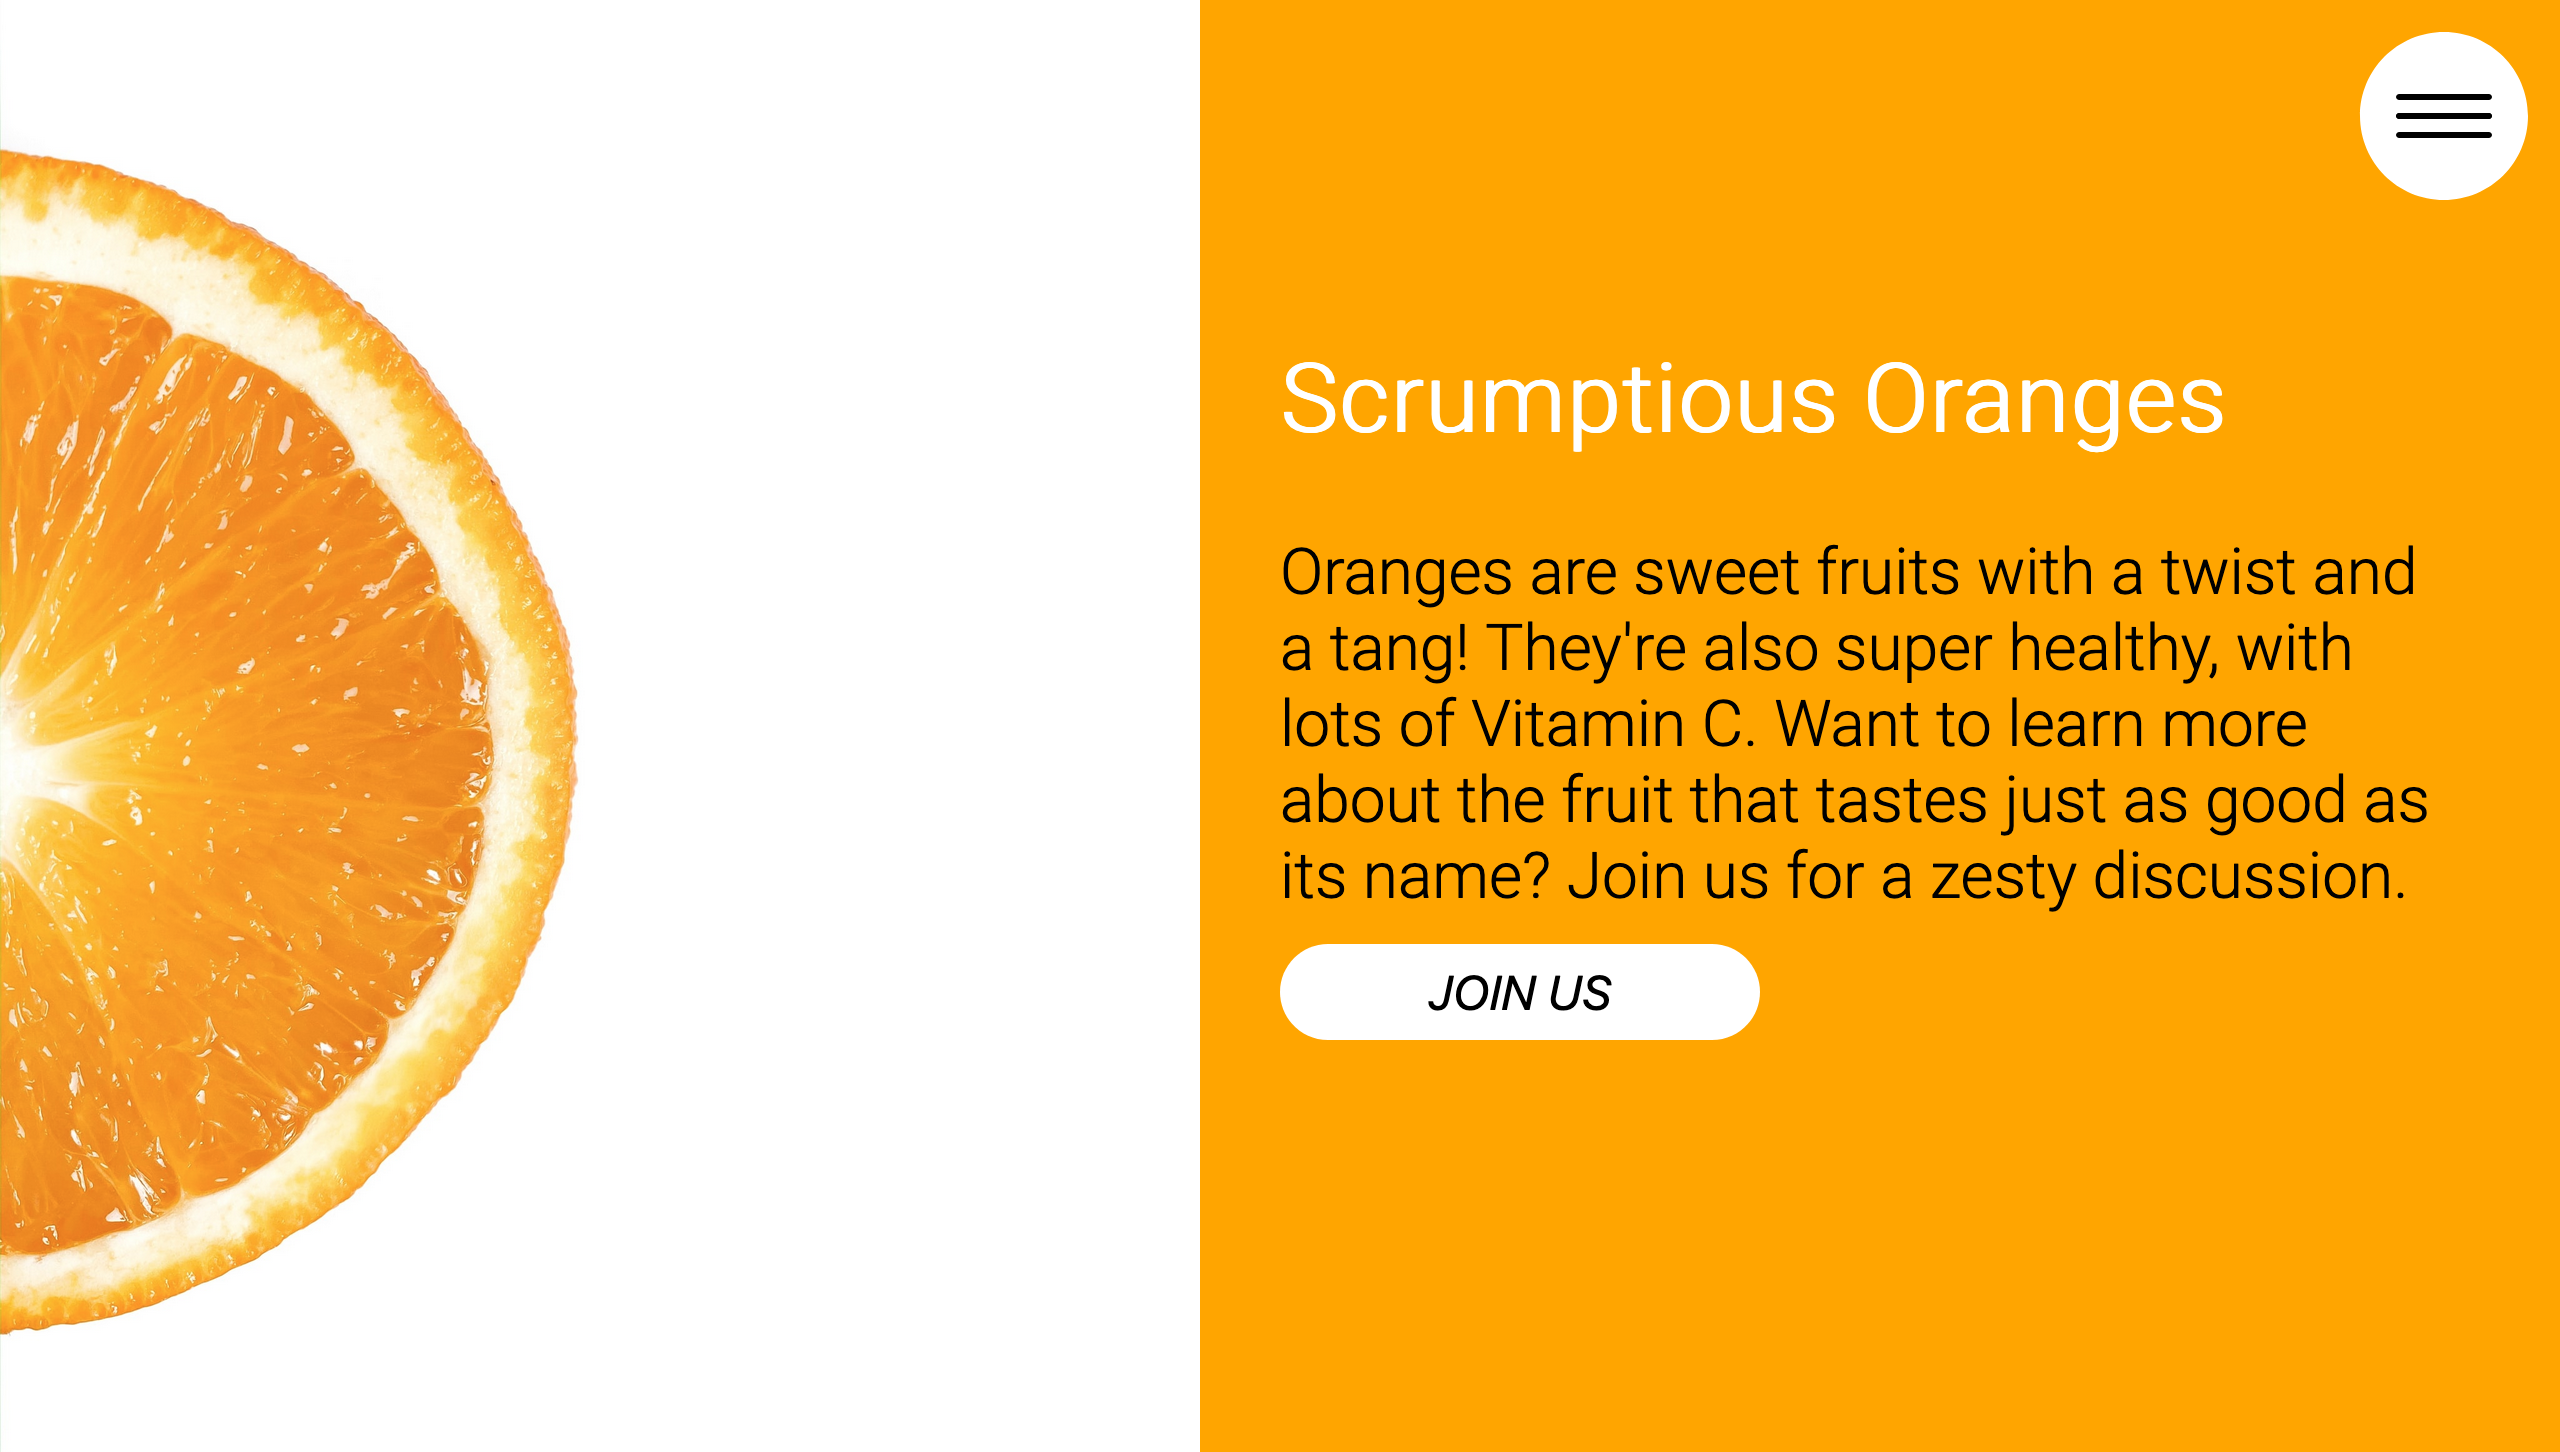 Scrumptious Oranges
Oranges are sweet fruits with a twist and
a tang! They're also super healthy, with
lots of Vitamin C. Want to learn more
about the fruit that tastes just as good as
its name? Join us for a zesty discussion.
JOIN US